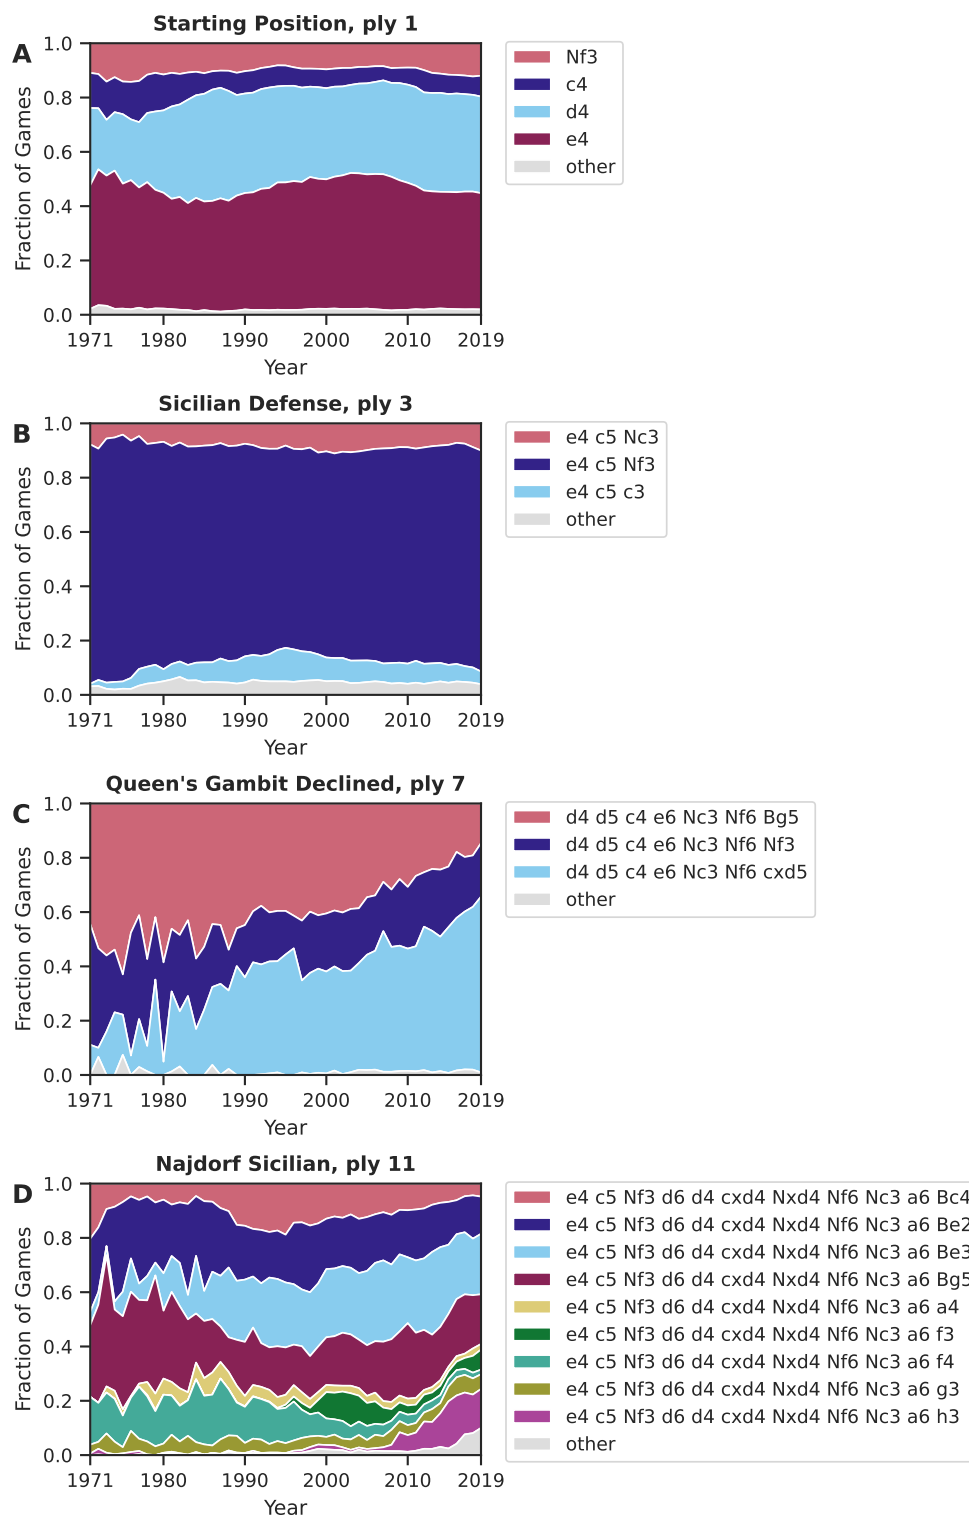 Starting Position, ply 1
A
Fraction of Games
1.0
0.8
0.6
0.4
0.2
0.0
1971 1980 1990 2000 2010 2019
Year
Nf3
c4
d4
e4
other
Sicilian Defense, ply 3
B
Fraction of Games
1.0
0.8
0.6
0.4
0.2
0.0
1971 1980 1990 2000 2010 2019
Year
e4 c5 Nc3
e4 c5 Nf3
e4 c5 c3
other
Queen's Gambit Declined, ply 7
C
Fraction of Games
1.0
0.8
0.6
0.4
0.2
0.0
1971 1980 1990 2000 2010 2019
Year
d4 d5 c4 e6 Nc3 Nf6 Bg5
d4 d5 c4 e6 Nc3 Nf6 Nf3
d4 d5 c4 e6 Nc3 Nf6 cxd5
other
Najdorf Sicilian, ply 11
D
Fraction of Games
1.0
0.8
0.6
0.4
0.2
0.0
1971 1980 1990 2000 2010 2019
Year
e4 c5 Nf3 d6 d4 cxd4 Nxd4 Nf6 Nc3 a6 Bc4
e4 c5 Nf3 d6 d4 cxd4 Nxd4 Nf6 Nc3 a6 Be2
e4 c5 Nf3 d6 d4 cxd4 Nxd4 Nf6 Nc3 a6 Be3
e4 c5 Nf3 d6 d4 cxd4 Nxd4 Nf6 Nc3 a6 Bg5
e4 c5 Nf3 d6 d4 cxd4 Nxd4 Nf6 Nc3 a6 a4
e4 c5 Nf3 d6 d4 cxd4 Nxd4 Nf6 Nc3 a6 f3
e4 c5 Nf3 d6 d4 cxd4 Nxd4 Nf6 Nc3 a6 f4
e4 c5 Nf3 d6 d4 cxd4 Nxd4 Nf6 Nc3 a6 g3
e4 c5 Nf3 d6 d4 cxd4 Nxd4 Nf6 Nc3 a6 h3
other